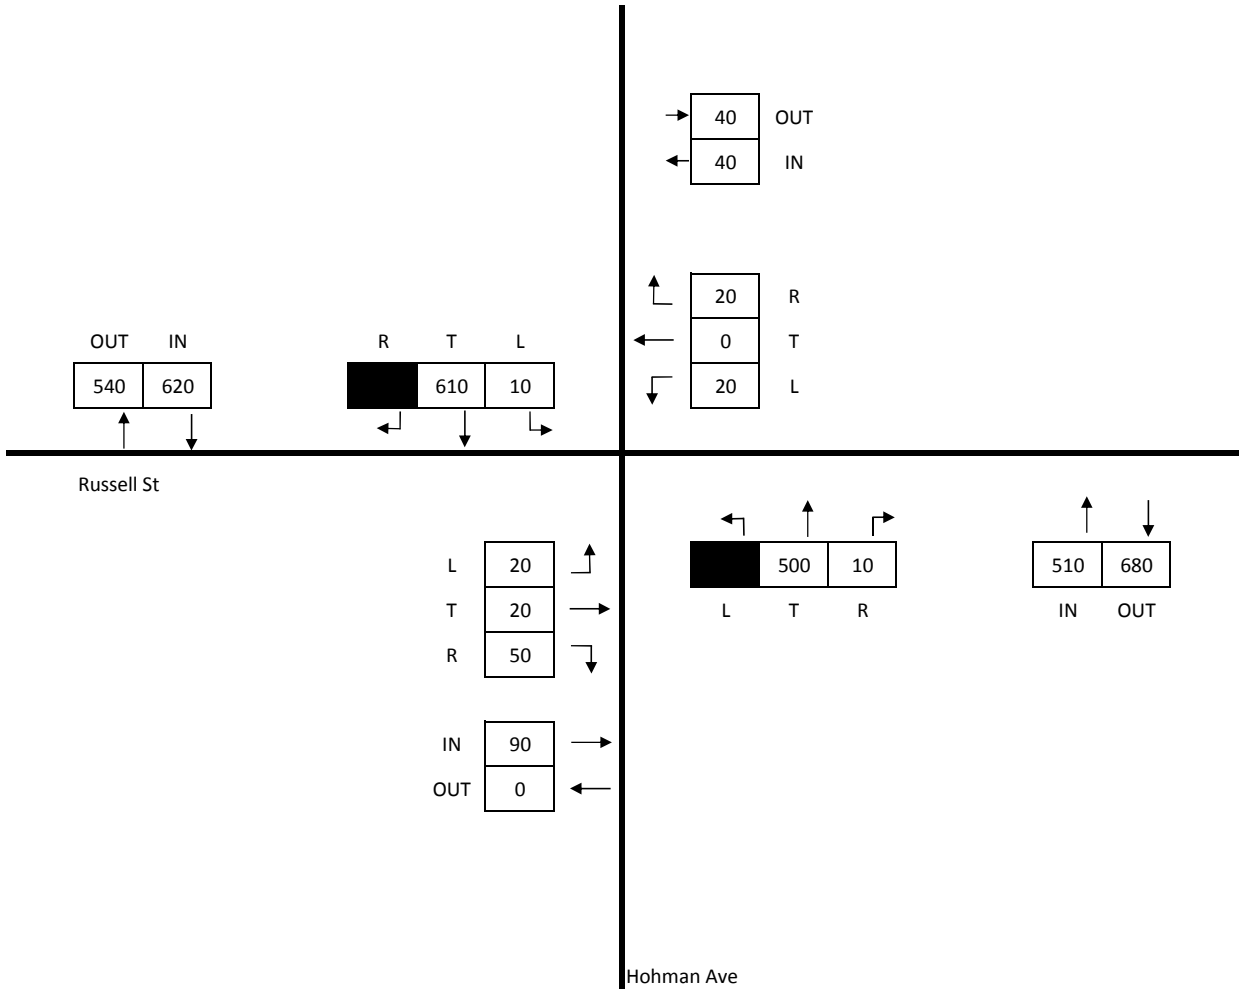 40 OUT
40 IN
20 R
OUT IN R T L 0 T
540 620 610 10 20 L
Russell St
L 20 500 10 510 680
T 20 L T R IN OUT
R 50
IN 90
OUT 0
Hohman Ave